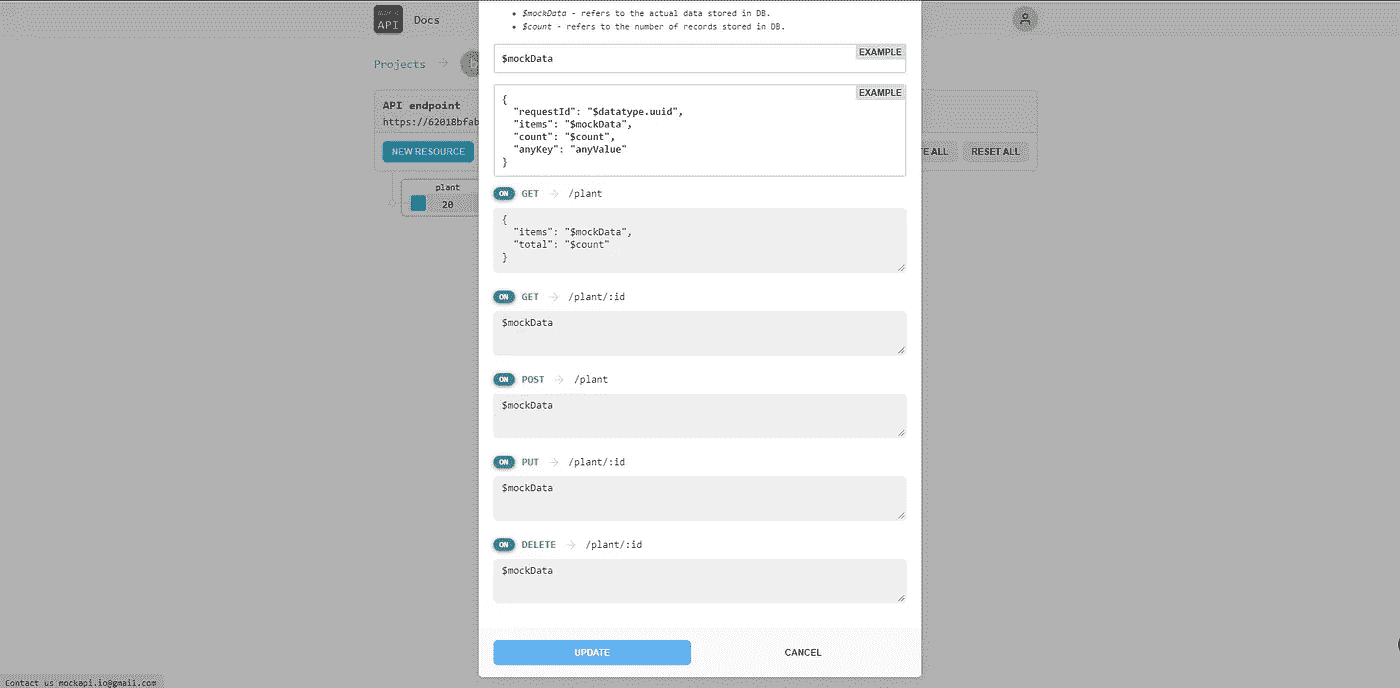 API
Docs
Projects
API endpoint
https://62018bfab
NEW RESOURCE
plant
20
E ALL
RESET ALL
• $mockData - refers to the actual data stored in DB.
• $count - refers to the number of records stored in DB.
$mockData
EXAMPLE
EXAMPLE
{
"requestId": "$datatype.uuid",
"items": "$mockData",
"count": "$count",
"anyKey": "anyValue"
}
ON GET → /plant
{
"items": "$mockData",
"total": "$count"
}
ON GET → /plant/:id
$mockData
ON POST → /plant
$mockData
ON PUT → /plant/:id
$mockData
ON DELETE → /plant/:id
$mockData
UPDATE
CANCEL
Contact us mockapi.io@gmail.com